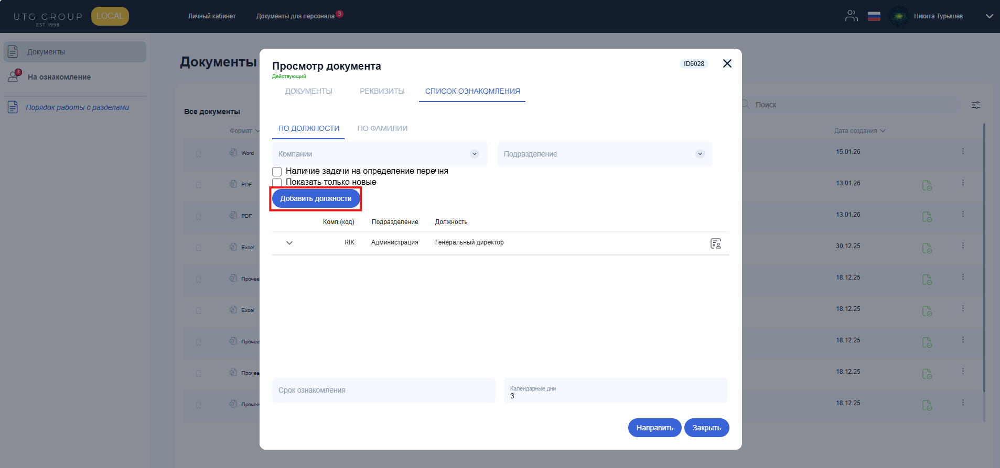 UTG GROUP
EST. 1998
LOCAL
Личный кабинет
Документы для персонала 3
Никита Турышев
Документы
3
На ознакомление
Порядок работы с разделами
Документы
Все документы
Поиск
Формат
Дата создания
Word
15.01.26
PDF
13.01.26
PDF
13.01.26
Excel
30.12.25
Прочее
18.12.25
Excel
18.12.25
Прочее
18.12.25
Прочее
18.12.25
Прочее
18.12.25
Просмотр документа
ID6028
Действующий
ДОКУМЕНТЫ
РЕКВИЗИТЫ
СПИСОК ОЗНАКОМЛЕНИЯ
ПО ДОЛЖНОСТИ
ПО ФАМИЛИИ
Компании
Подразделение
Наличие задачи на определение перечня
Показать только новые
Добавить должности
Комп.(код) Подразделение Должность
RIK Администрация Генеральный директор
Срок ознакомления
Календарные дни
3
Направить
Закрыть